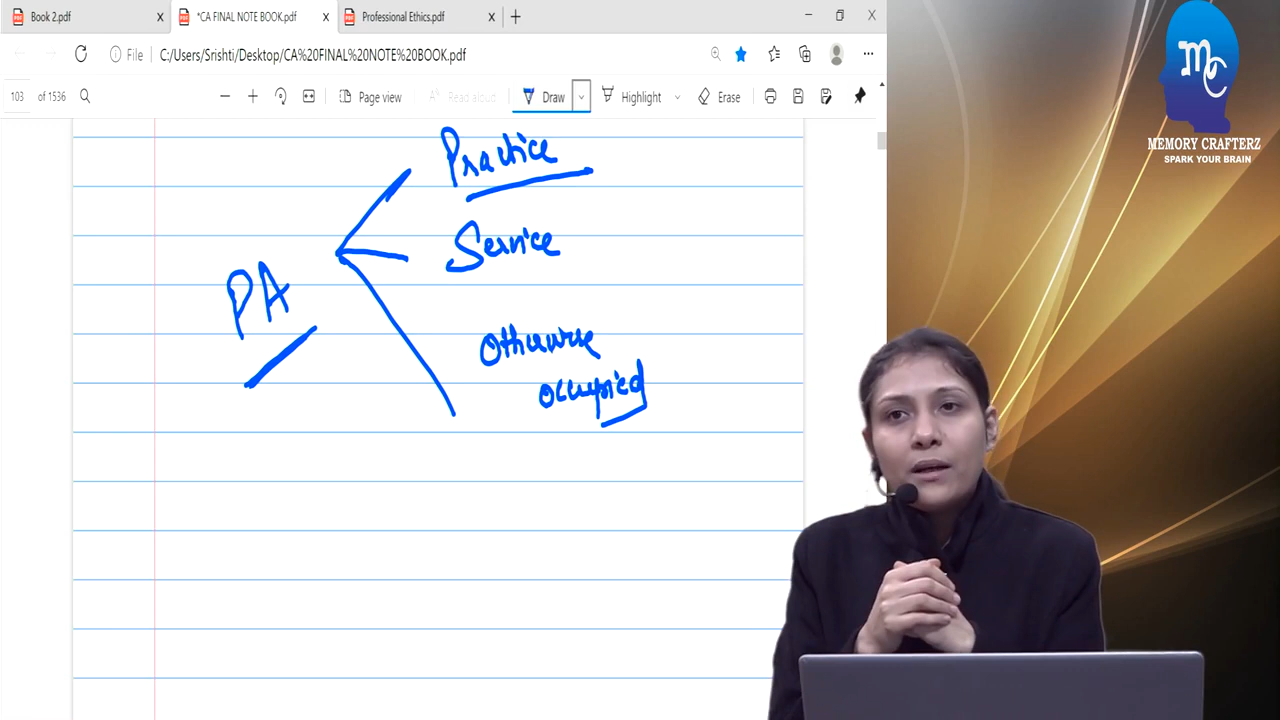 Book 2.pdf
*CA FINAL NOTE BOOK.pdf
Professional Ethics.pdf
File
C:/Users/Srishti/Desktop/CA%20FINAL%20NOTE%20BOOK.pdf
103
of 1536
Page view
Read aloud
Draw
Highlight
Erase
Practice
Service
PA
Otherwise
occupied
MC
MEMORY CRAFTERZ
SPARK YOUR BRAIN